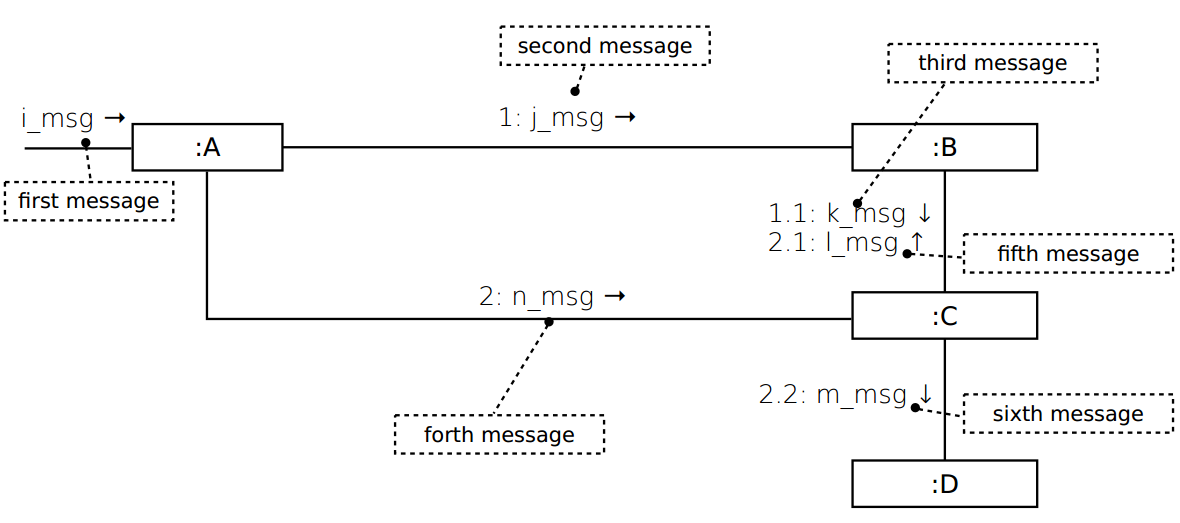 second message
third message
i_msg →
1: j_msg →
:A
:B
first message
1.1: k_msg ↓
2.1: l_msg ↑
fifth message
2: n_msg →
:C
2.2: m_msg ↓
sixth message
forth message
:D